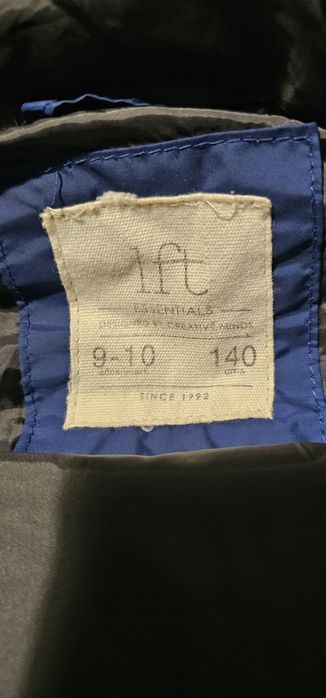 lft
ESSENTIALS
DESIGNED BY CREATIVE MINDS
9-10 140
SINCE 1992